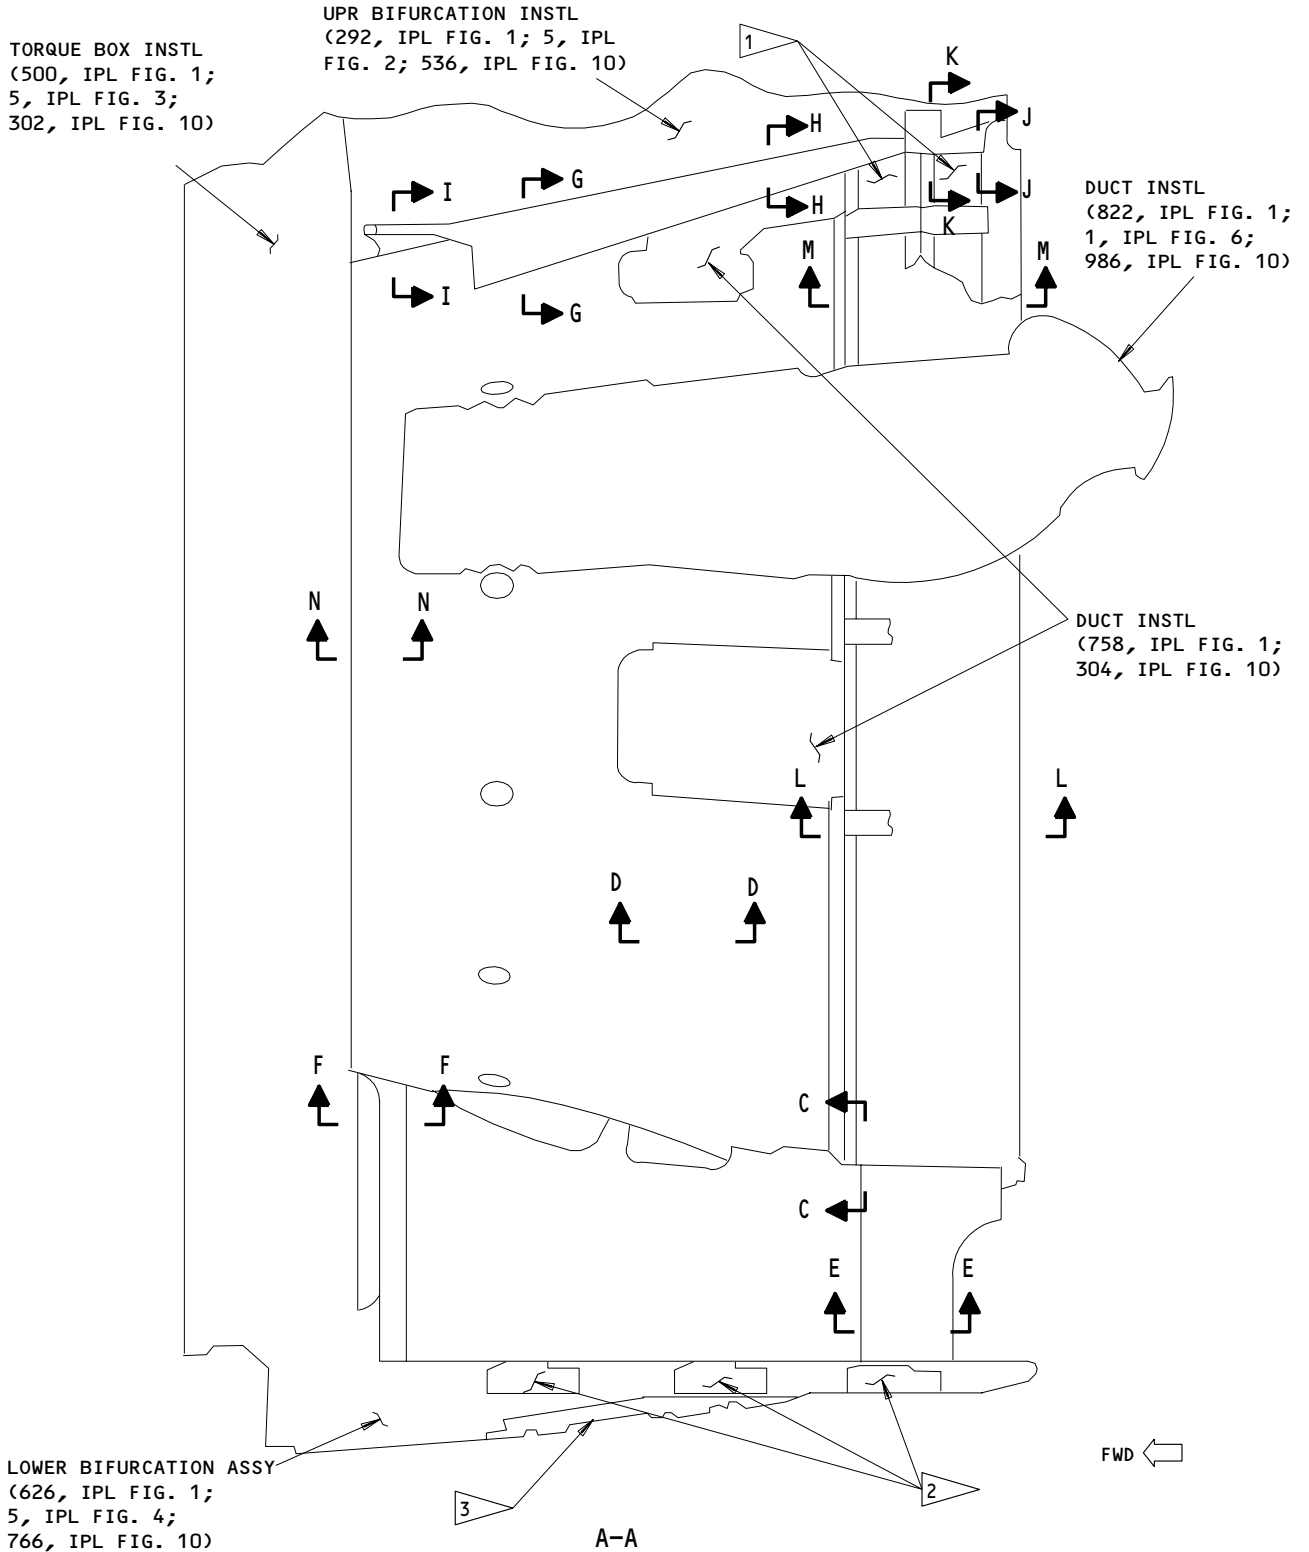 UPR BIFURCATION INSTL
(292, IPL FIG. 1; 5, IPL
FIG. 2; 536, IPL FIG. 10)
TORQUE BOX INSTL
(500, IPL FIG. 1;
5, IPL FIG. 3;
302, IPL FIG. 10)
1
K
J
H
G
I
J
H
K
DUCT INSTL
(822, IPL FIG. 1;
1, IPL FIG. 6;
986, IPL FIG. 10)
M
M
I
G
N
N
DUCT INSTL
(758, IPL FIG. 1;
304, IPL FIG. 10)
L
L
D
D
F
F
C
C
E
E
FWD
LOWER BIFURCATION ASSY
(626, IPL FIG. 1;
5, IPL FIG. 4;
766, IPL FIG. 10)
3
2
A-A